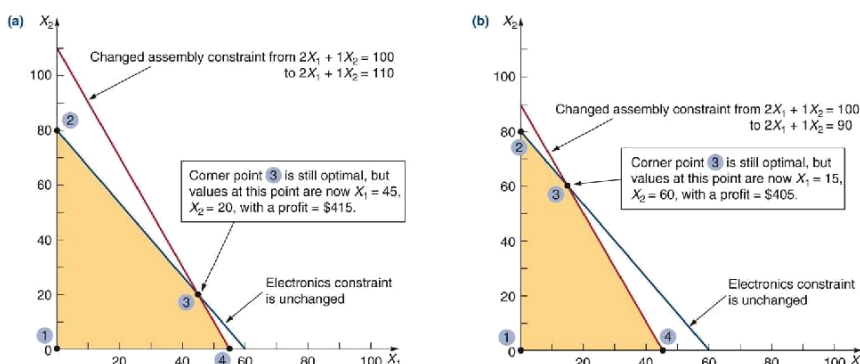 (a)
X₂
100
80
60
40
20
0
20
40
60
80
100
X₁
Changed assembly constraint from 2X₁ + 1X₂ = 100
to 2X₁ + 1X₂ = 110
2
Corner point 3 is still optimal, but
values at this point are now X₁ = 45,
X₂ = 20, with a profit = $415.
3
Electronics constraint
is unchanged
1
4
(b)
X₂
100
80
60
40
20
0
20
40
60
80
100
X
Changed assembly constraint from 2X₁ + 1X₂ = 100
to 2X₁ + 1X₂ = 90
2
Corner point 3 is still optimal, but
values at this point are now X₁ = 15,
X₂ = 60, with a profit = $405.
3
Electronics constraint
is unchanged
1
4